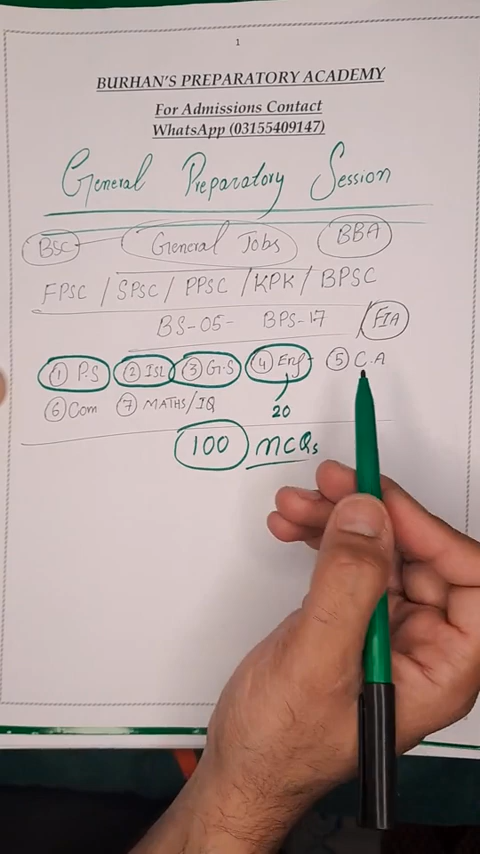 1
BURHAN'S PREPARATORY ACADEMY
For Admissions Contact
WhatsApp (03155409147)
General Preparatory Session
BSC General Jobs BBA
FPSC / SPSC / PPSC / KPK / BPSC
BS-05- BPS-17 FIA
① P.S ② ISL ③ G.S ④ Eng ⑤ C.A
⑥ Com ⑦ MATHS/IQ 20
100 MCQs